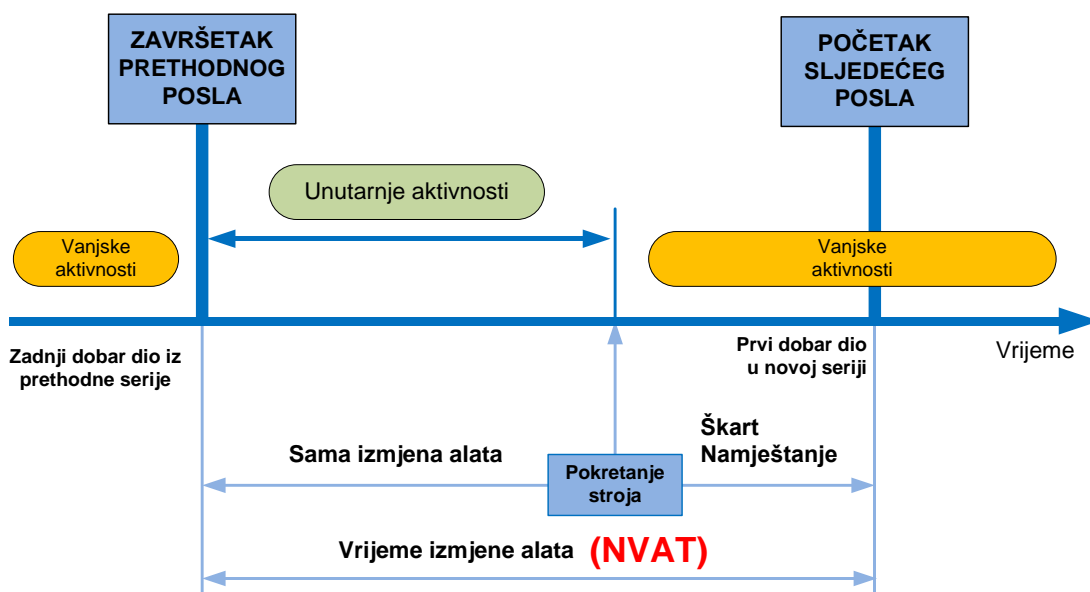 ZAVRŠETAK
PRETHODNOG
POSLA
POČETAK
SLJEDEĆEG
POSLA
Unutarnje aktivnosti
Vanjske
aktivnosti
Vanjske
aktivnosti
Zadnji dobar dio iz
prethodne serije
Prvi dobar dio
u novoj seriji
Vrijeme
Sama izmjena alata
Pokretanje
stroja
Škart
Namještanje
Vrijeme izmjene alata (NVAT)